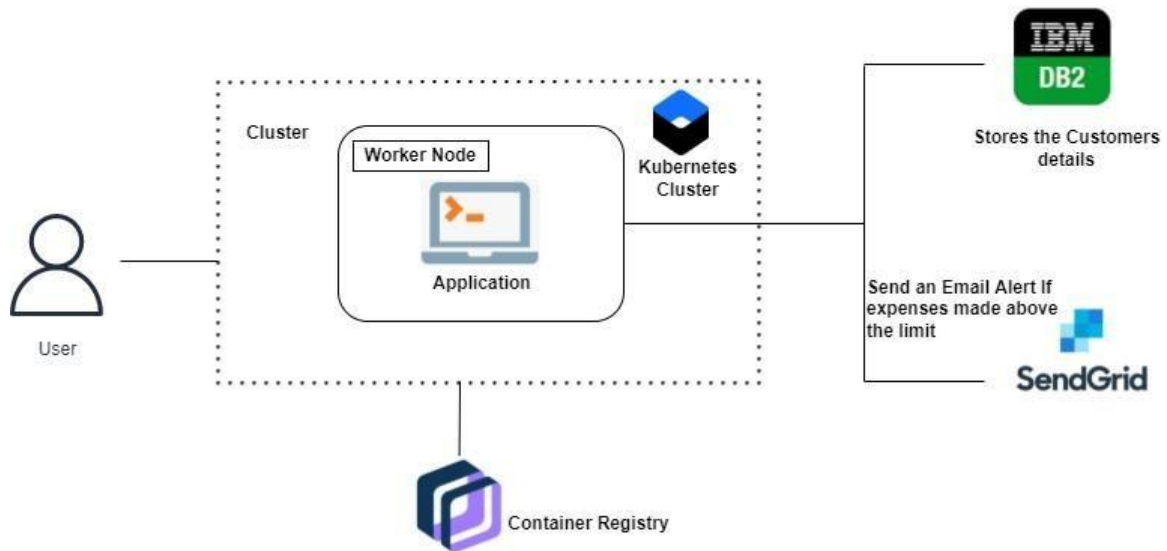 IBM
DB2
Stores the Customers
details
Cluster
Worker Node
Kubernetes
Cluster
Application
User
Send an Email Alert If
expenses made above
the limit
SendGrid
Container Registry